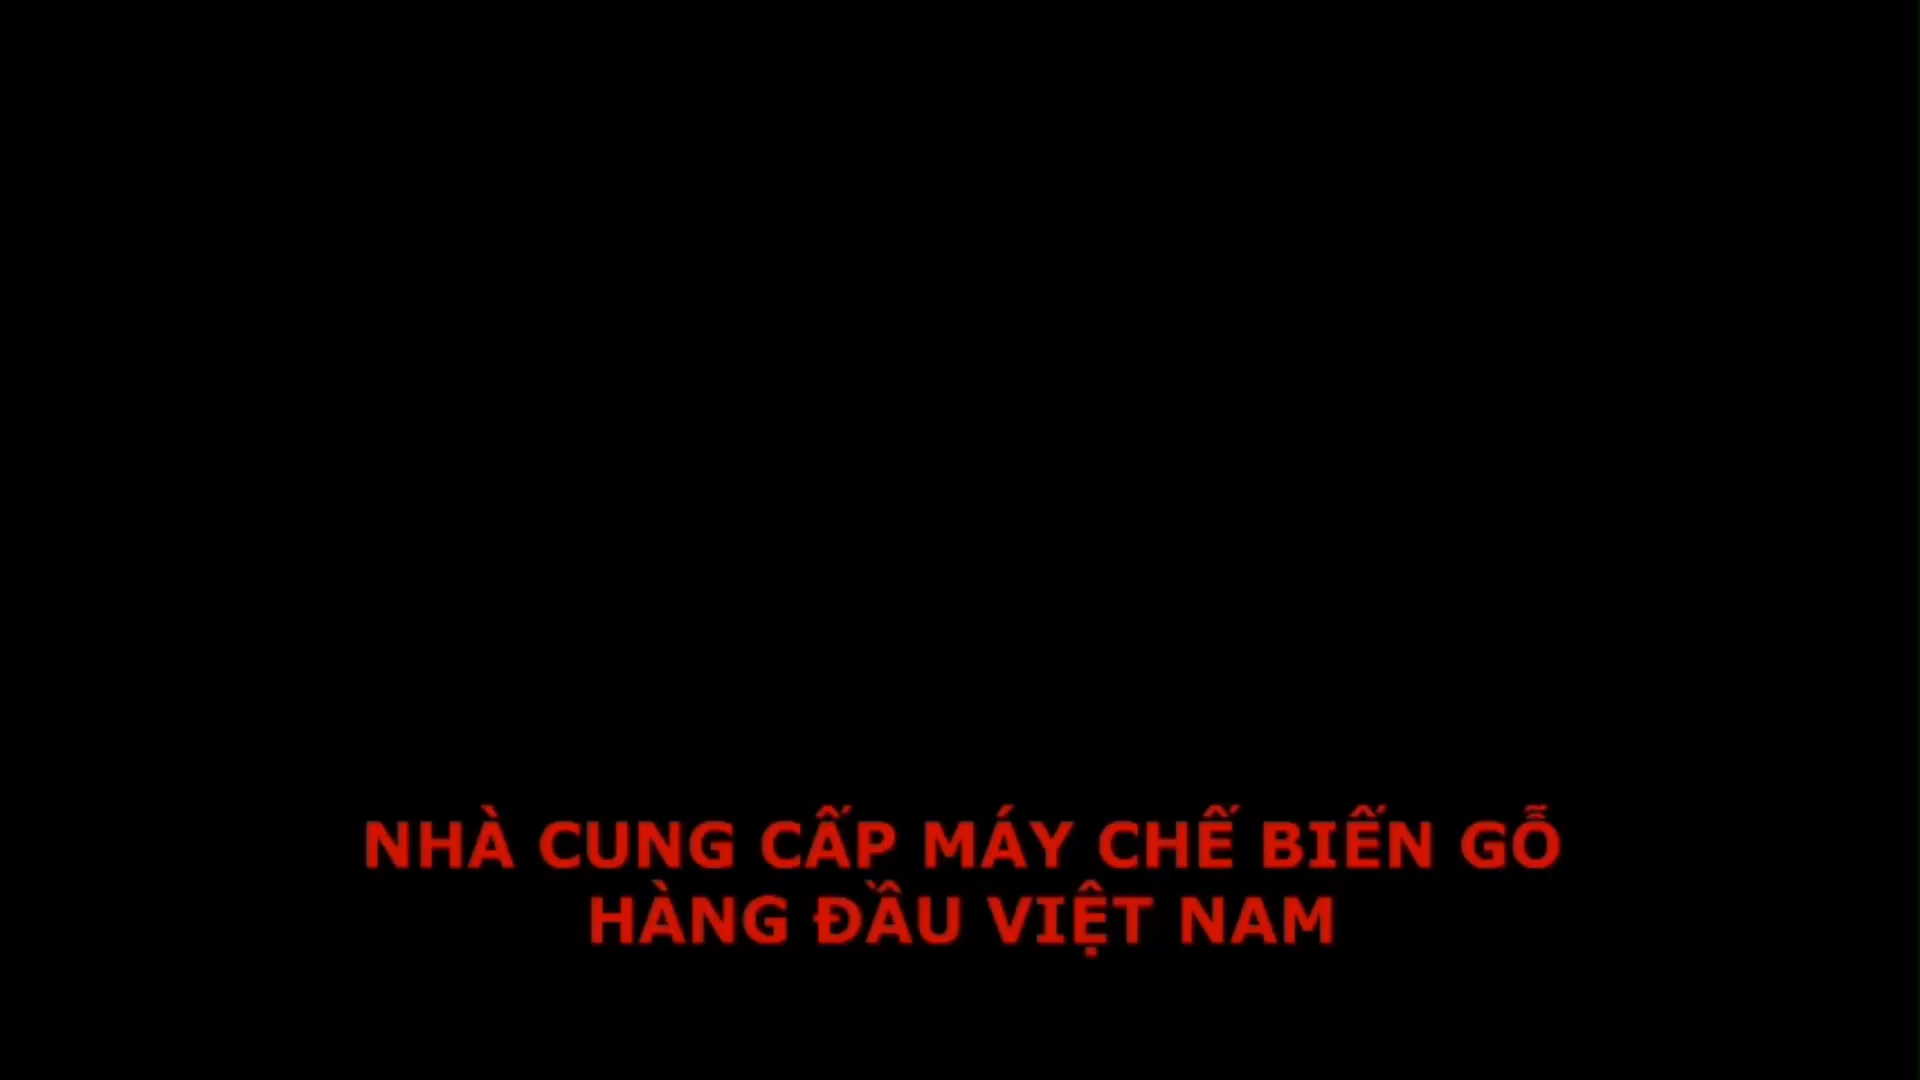 NHÀ CUNG CẤP MÁY CHẾ BIẾN GỖ
HÀNG ĐẦU VIỆT NAM